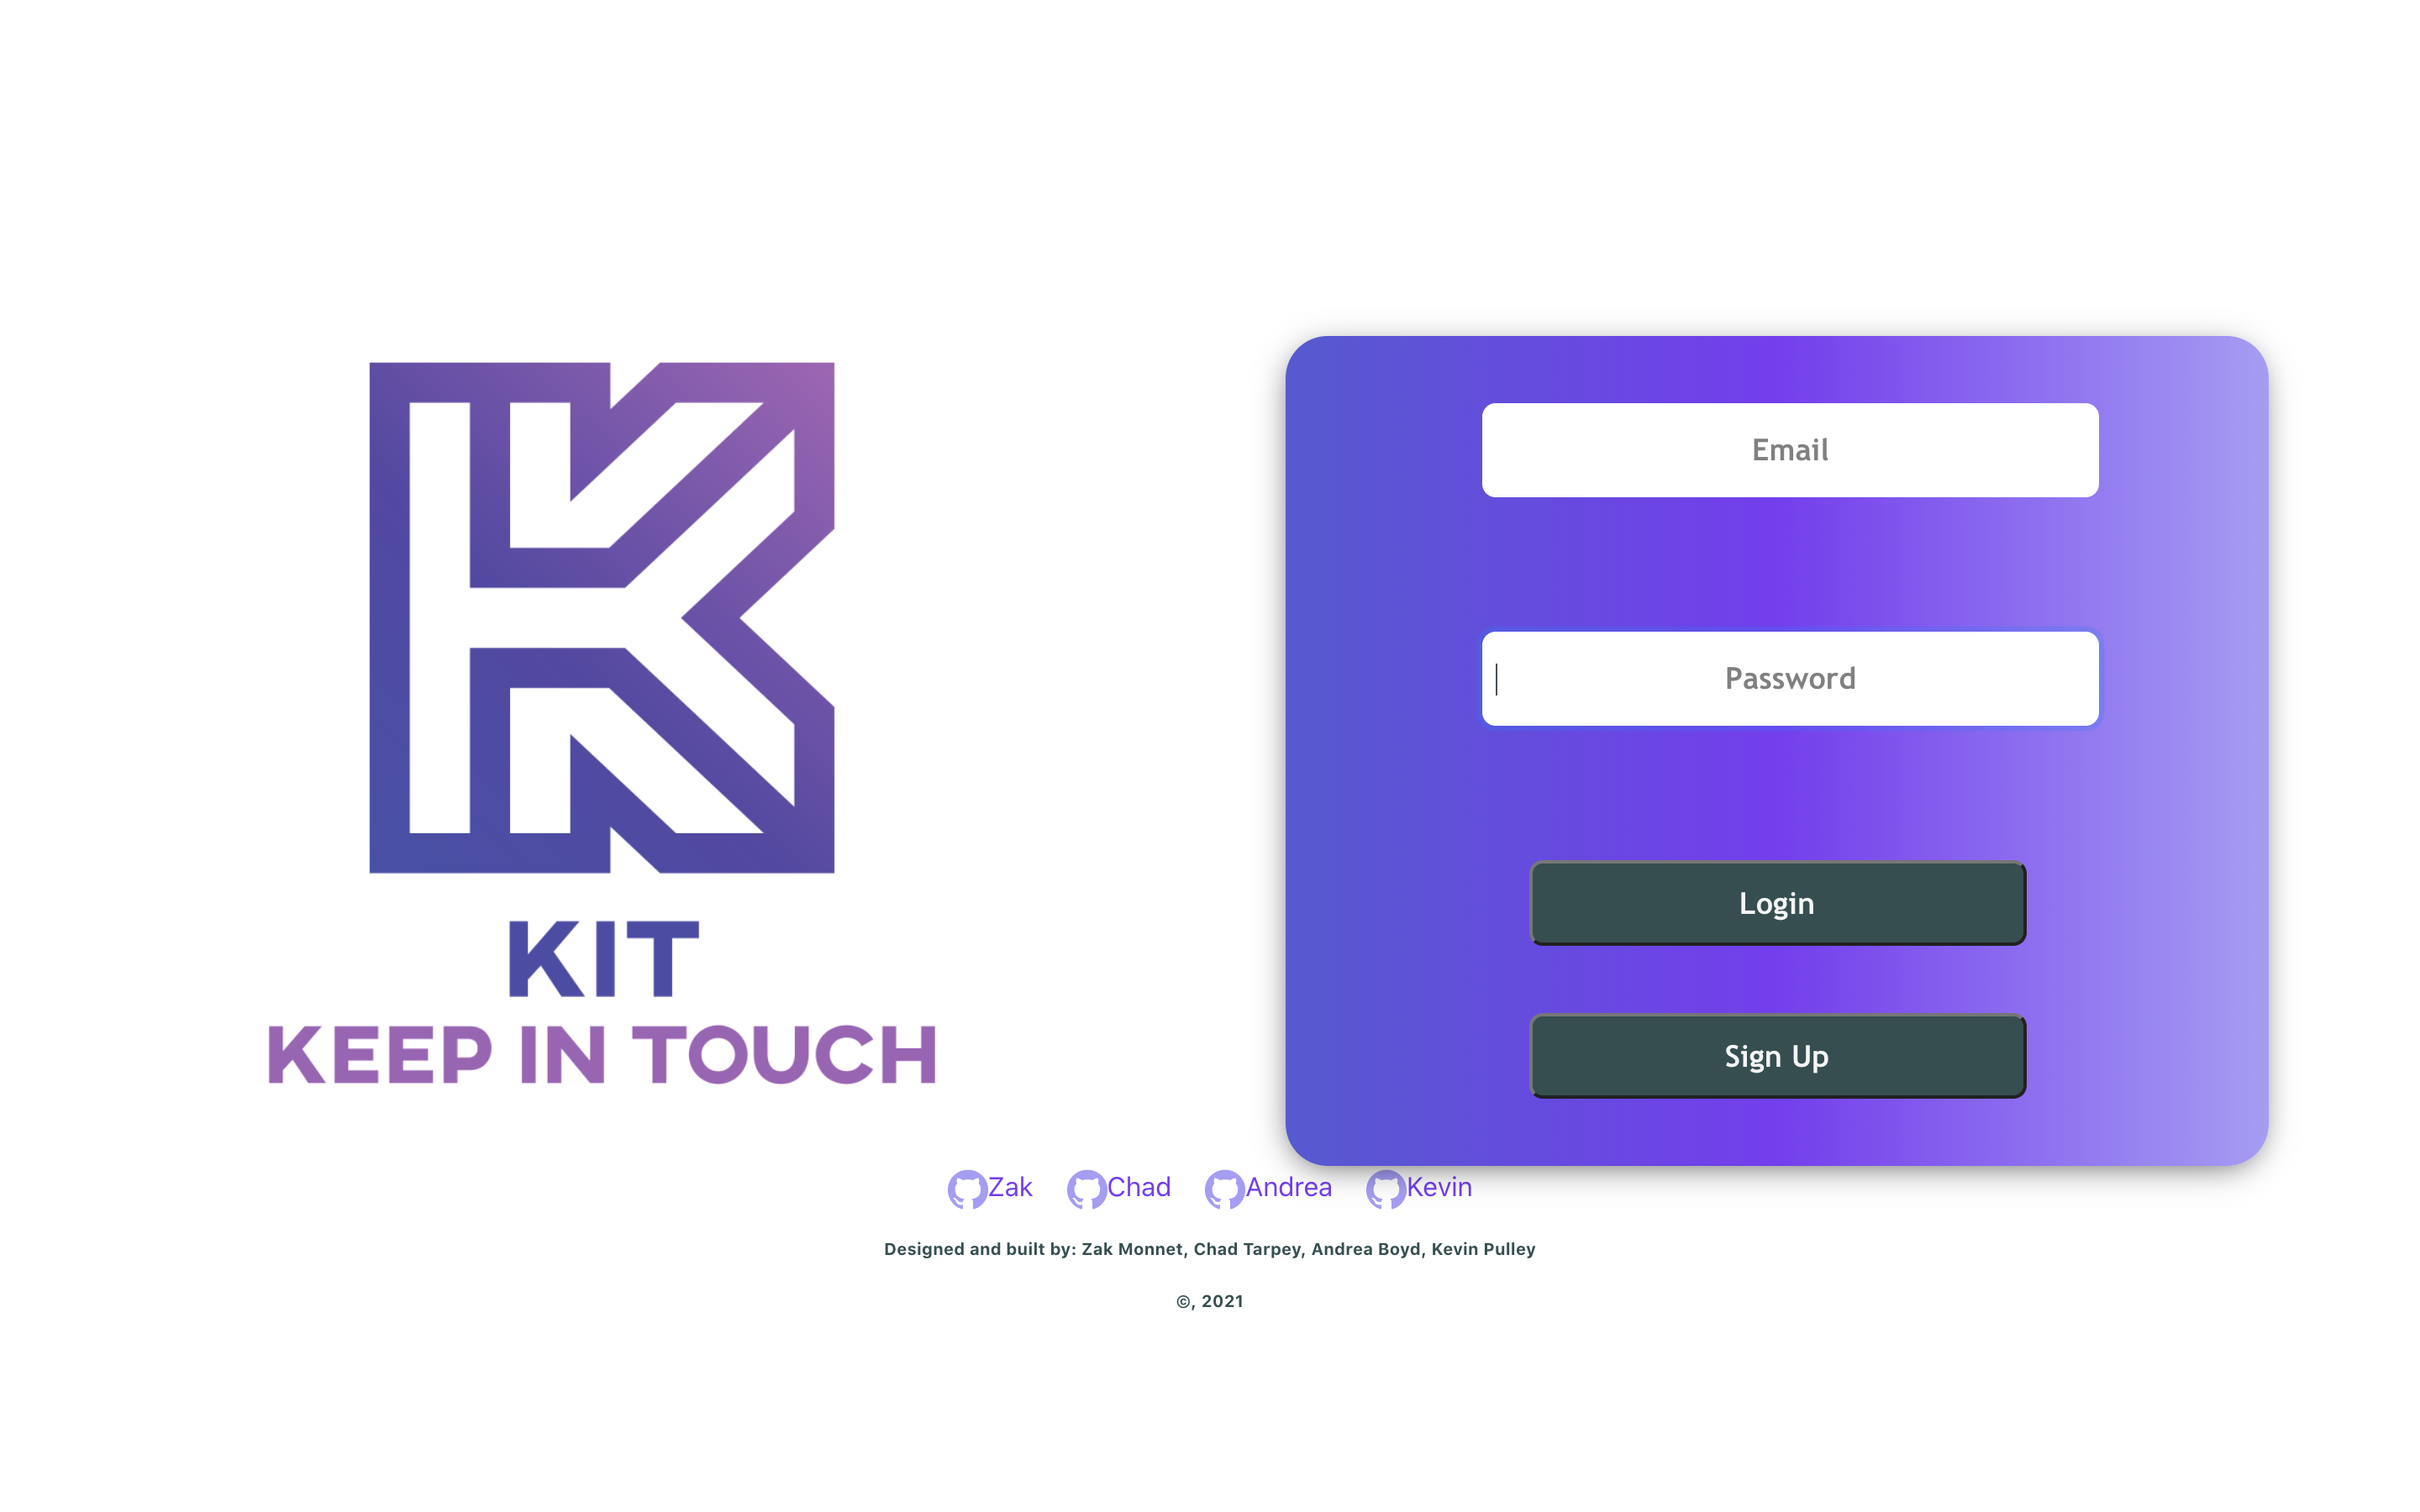 KIT
KEEP IN TOUCH
Email
Password
Login
Sign Up
Zak Chad Andrea Kevin
Designed and built by: Zak Monnet, Chad Tarpey, Andrea Boyd, Kevin Pulley
©, 2021